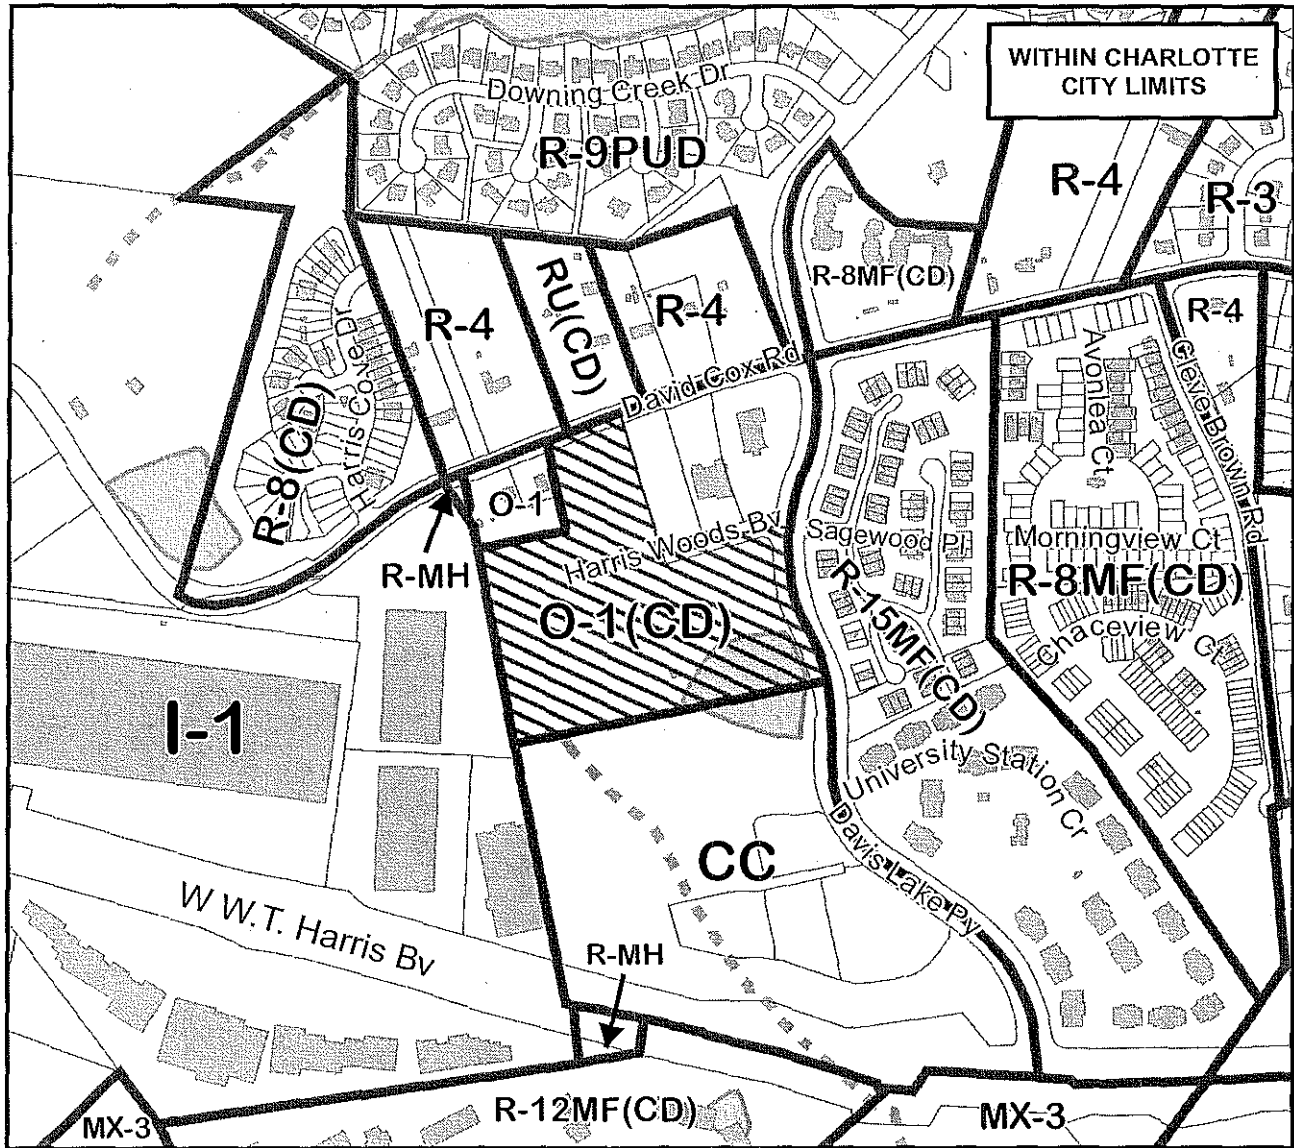 WITHIN CHARLOTTE
CITY LIMITS
Downing Creek Dr
R-9PUD
R-4
R-3
R-8MF(CD)
RU(CD)
R-4
R-4
R-4
David Cox Rd
Harris Cove Dr
R-8(CD)
O-1
R-MH
Harris Woods Bv
O-1(CD)
Sagewood Pl
R-15MF(CD)
Avonlea Ct
Cleve Brown Rd
Morningview Ct
R-8MF(CD)
Chaceview Ct
I-1
University Station Cr
CC
Davis Lake Py
W W.T. Harris Bv
R-MH
R-12MF(CD)
MX-3
MX-3